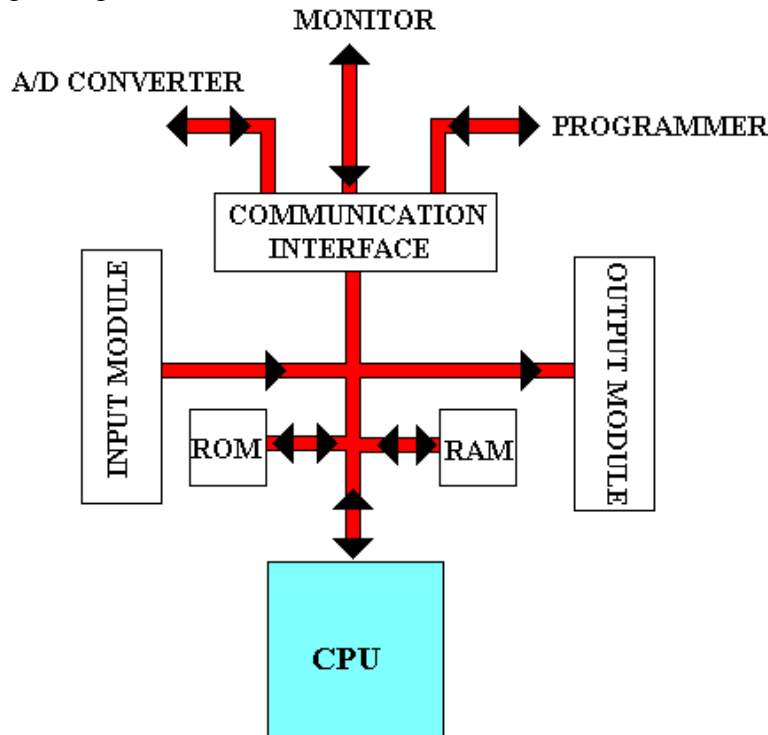 MONITOR
A/D CONVERTER
PROGRAMMER
COMMUNICATION
INTERFACE
INPUT MODULE
OUTPUT MODULE
ROM
RAM
CPU